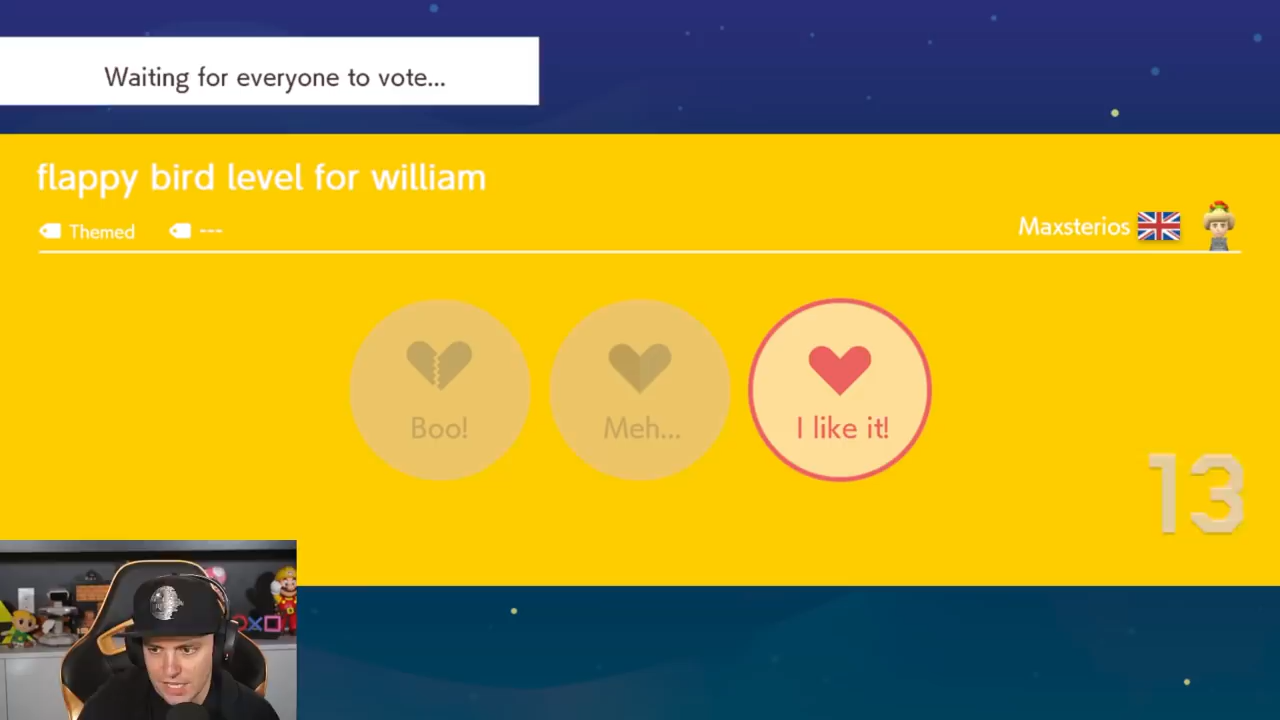 Waiting for everyone to vote...
flappy bird level for william
Themed
---
Maxsterios
Boo!
Meh...
I like it!
13